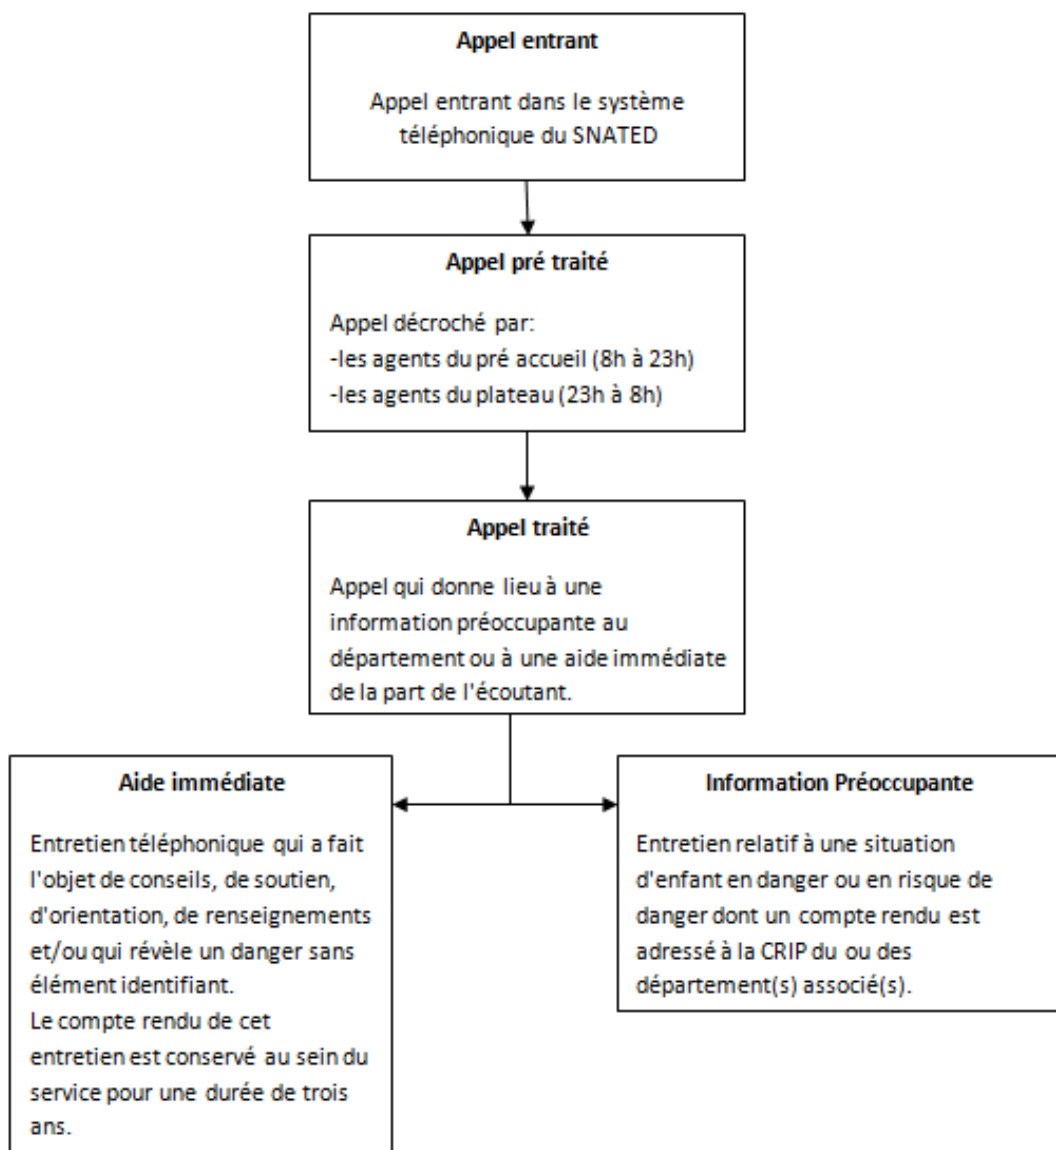 Appel entrant
Appel entrant dans le système
téléphonique du SNATED
Appel pré traité
Appel décroché par:
-les agents du pré accueil (8h à 23h)
-les agents du plateau (23h à 8h)
Appel traité
Appel qui donne lieu à une
information préoccupante au
département ou à une aide immédiate
de la part de l'écoutant.
Aide immédiate
Entretien téléphonique qui a fait
l'objet de conseils, de soutien,
d'orientation, de renseignements
et/ou qui révèle un danger sans
élément identifiant.
Le compte rendu de cet
entretien est conservé au sein du
service pour une durée de trois
ans.
Information Préoccupante
Entretien relatif à une situation
d'enfant en danger ou en risque de
danger dont un compte rendu est
adressé à la CRIP du ou des
département(s) associé(s).